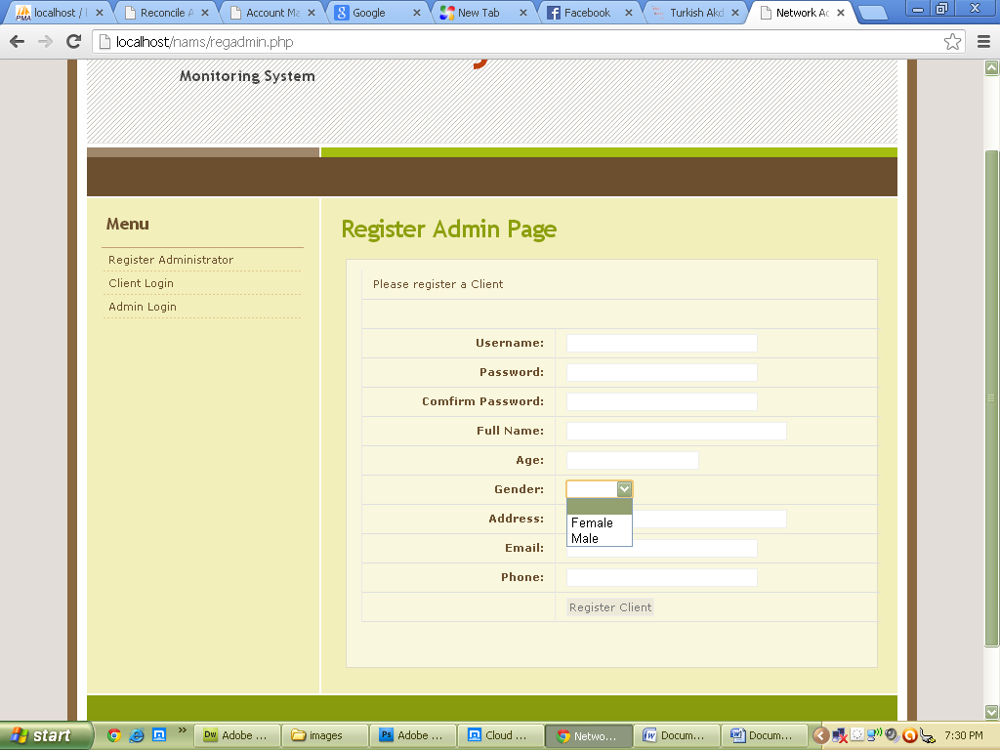 localhost / l
Reconcile A
Account Ma
Google
New Tab
Facebook
Turkish Akd
Network Ac
localhost/nams/regadmin.php
Monitoring System
Menu
Register Administrator
Client Login
Admin Login
Register Admin Page
Please register a Client
Username:
Password:
Comfirm Password:
Full Name:
Age:
Gender:
Female
Male
Address:
Email:
Phone:
Register Client
start
Adobe ...
images
Adobe ...
Cloud ...
Netwo...
Docum...
Docum...
7:30 PM